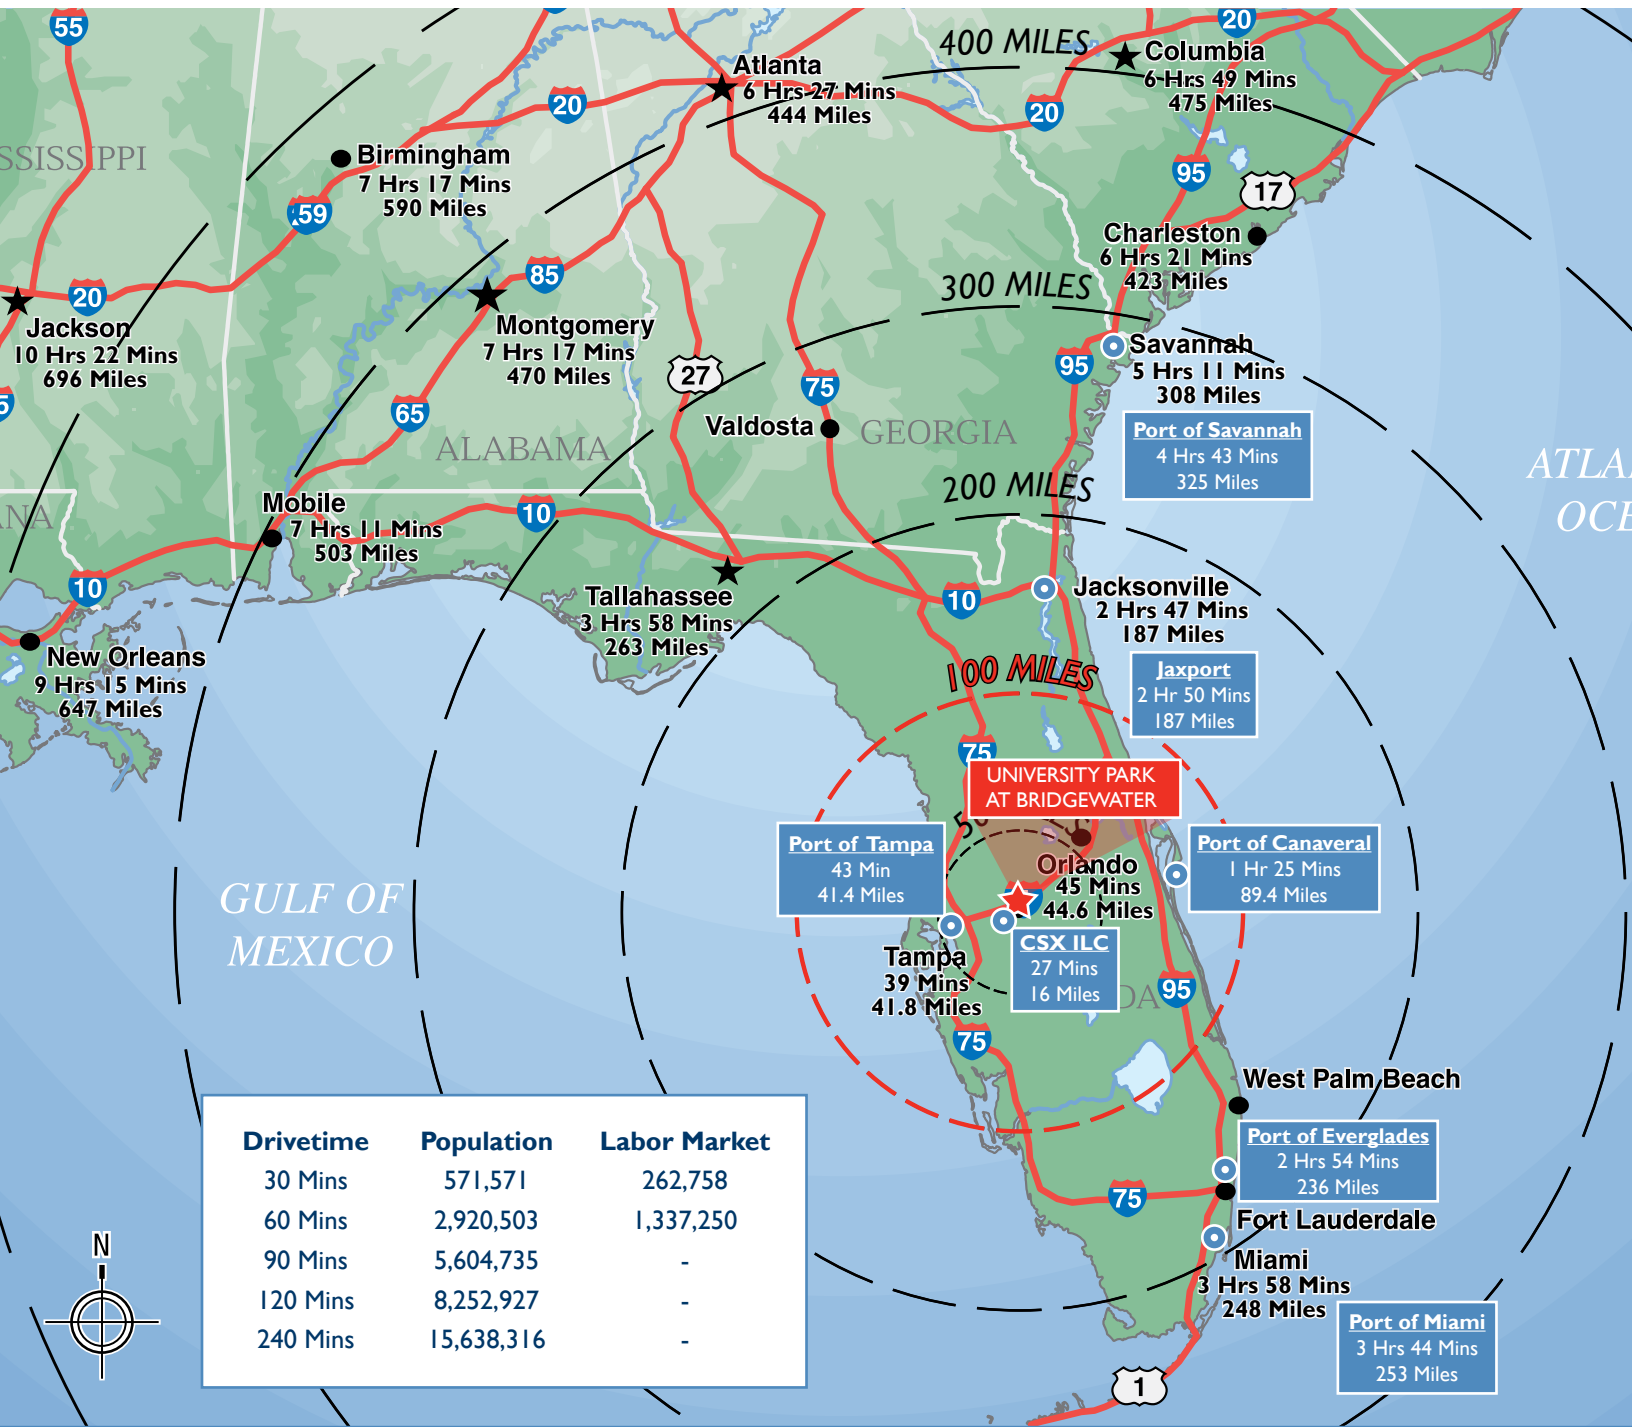 55
20
400 MILES
Columbia
6 Hrs 49 Mins
475 Miles
Atlanta
6 Hrs 27 Mins
444 Miles
20
20
SSISSIPPI
Birmingham
7 Hrs 17 Mins
590 Miles
59
95
17
Charleston
6 Hrs 21 Mins
423 Miles
85
300 MILES
20
Jackson
10 Hrs 22 Mins
696 Miles
Montgomery
7 Hrs 17 Mins
470 Miles
Savannah
5 Hrs 11 Mins
308 Miles
95
27
75
5
65
Valdosta
GEORGIA
ALABAMA
Port of Savannah
4 Hrs 43 Mins
325 Miles
ATLA
OCE
200 MILES
ANA
Mobile
7 Hrs 11 Mins
503 Miles
10
10
Tallahassee
3 Hrs 58 Mins
263 Miles
10
Jacksonville
2 Hrs 47 Mins
187 Miles
New Orleans
9 Hrs 15 Mins
647 Miles
100 MILES
Jaxport
2 Hr 50 Mins
187 Miles
75
UNIVERSITY PARK
AT BRIDGEWATER
Port of Tampa
43 Min
41.4 Miles
Orlando
45 Mins
44.6 Miles
Port of Canaveral
1 Hr 25 Mins
89.4 Miles
GULF OF
MEXICO
CSX ILC
27 Mins
16 Miles
Tampa
39 Mins
41.8 Miles
DA
95
75
West Palm Beach
Port of Everglades
2 Hrs 54 Mins
236 Miles
75
Fort Lauderdale
Miami
3 Hrs 58 Mins
248 Miles
Port of Miami
3 Hrs 44 Mins
253 Miles
1
Drivetime Population Labor Market
30 Mins 571,571 262,758
60 Mins 2,920,503 1,337,250
90 Mins 5,604,735 -
120 Mins 8,252,927 -
240 Mins 15,638,316 -
N